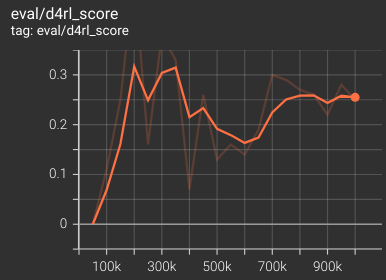 eval/d4rl_score
tag: eval/d4rl_score
0.3
0.2
0.1
0
100k 300k 500k 700k 900k